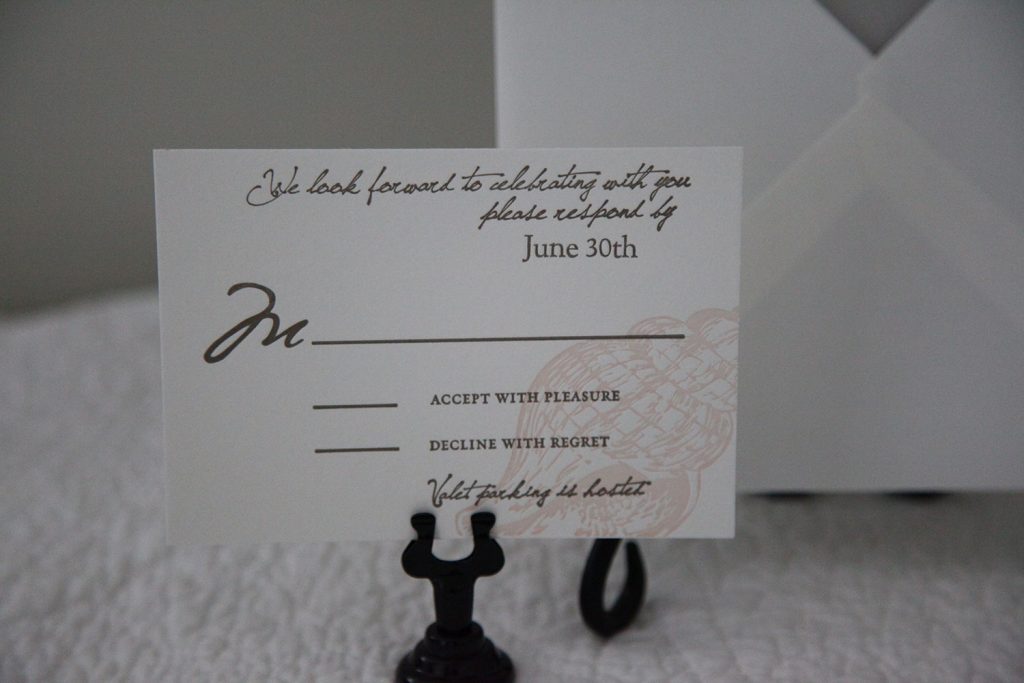 We look forward to celebrating with you
please respond by
June 30th
M
ACCEPT WITH PLEASURE
DECLINE WITH REGRET
Valet parking is hosted